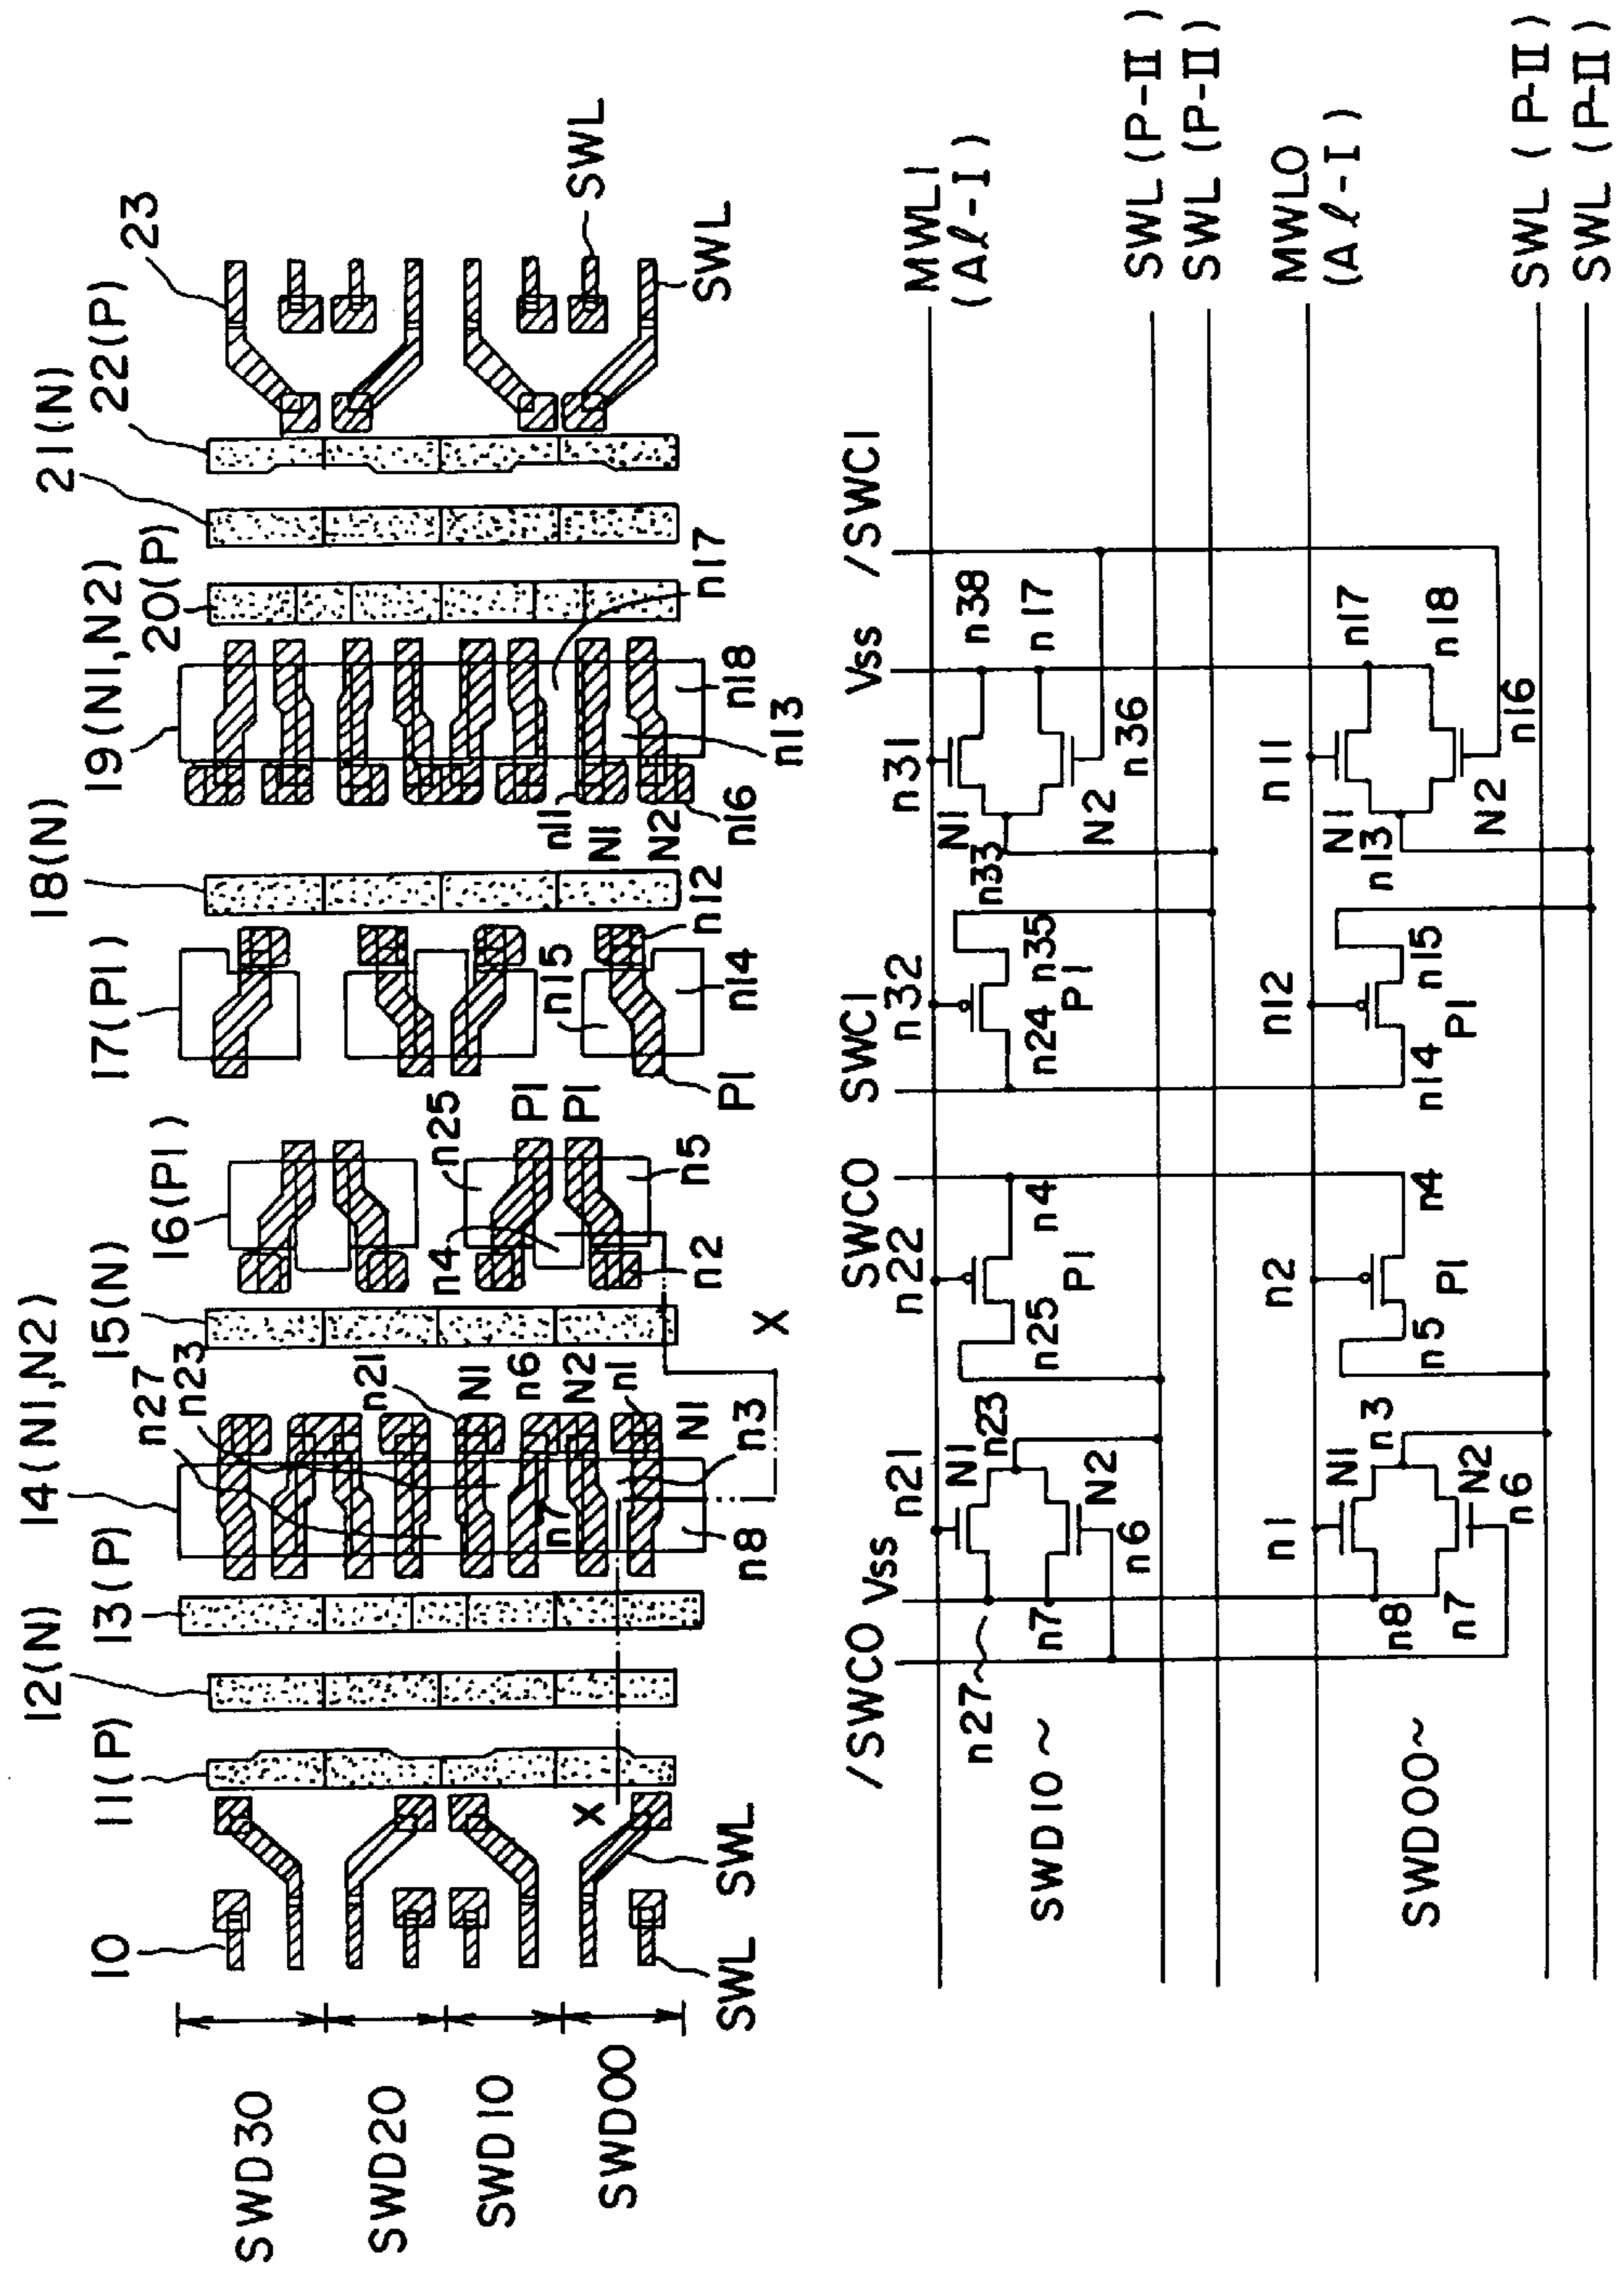 10
11(P)
12(N)
13(P)
14(N1,N2)
15(N)
16(P1)
17(P1)
18(N)
19(N1,N2)
20(P)
21(N)
22(P)
23
n27
n23
n21
N1
n6
N2
n1
N1
n3
n7
n8
X
X
n4
n25
P1
P1
n5
n2
n15
n12
n14
P1
n11
N1
N2
n16
n13
n18
n17
SWL
SWL
SWL
SWL
SWD30
SWD20
SWD10
SWD00
/SWC0
Vss
SWC0
SWC1
Vss
/SWC1
MWL1
(Aℓ-I)
n21
N1
n23
n27
n7
N2
n6
n22
n4
P1
n25
n32
n35
n24
P1
n31
N1
n33
n38
n17
N2
n36
SWD10~
SWL (P-II)
SWL (P-II)
MWL0
(Aℓ-I)
n1
N1
n3
n8
n7
N2
n6
n2
n4
P1
n5
n12
n15
P1
n14
n11
N1
n13
n17
n18
N2
n16
SWD00~
SWL (P-II)
SWL (P-II)